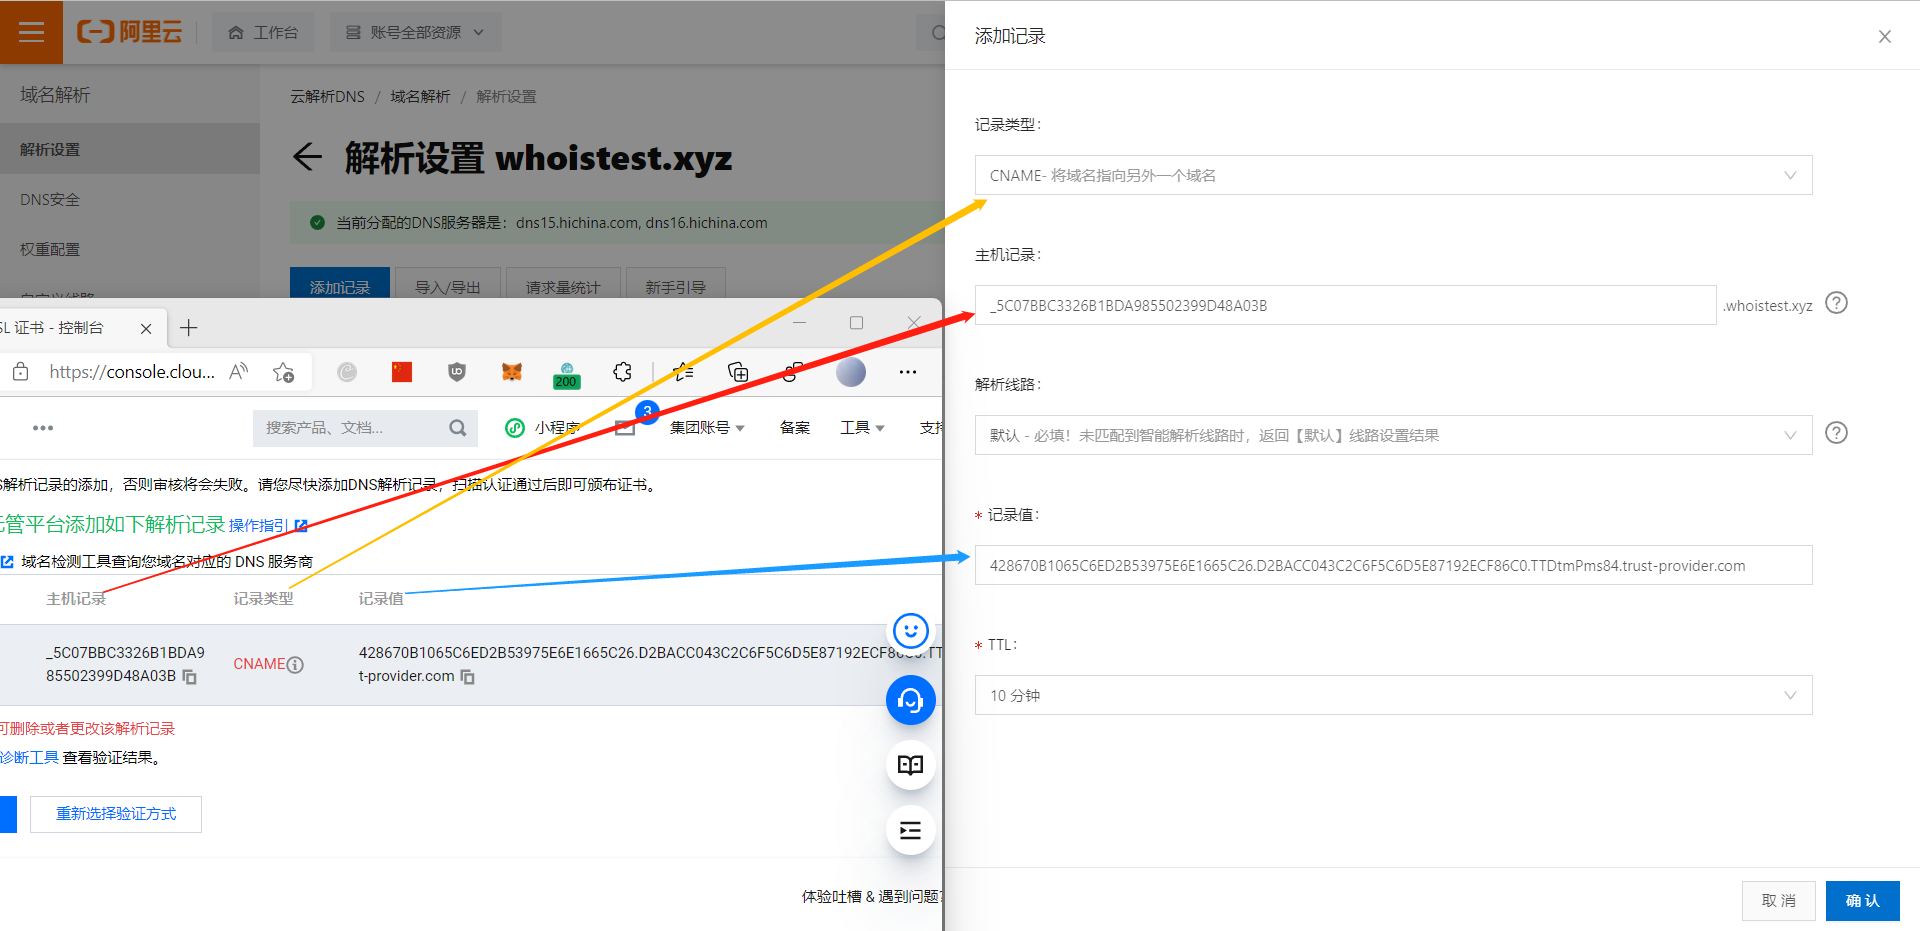 阿里云
工作台
账号全部资源
域名解析
解析设置
DNS安全
权重配置
云解析DNS / 域名解析 / 解析设置
解析设置 whoistest.xyz
当前分配的DNS服务器是：dns15.hichina.com, dns16.hichina.com
添加记录
导入/导出
请求量统计
新手引导
SL 证书 - 控制台
https://console.clou...
200
搜索产品、文档...
小程序
3
集团账号
备案
工具
支持
S解析记录的添加，否则审核将会失败。请您尽快添加DNS解析记录，扫描认证通过后即可颁布证书。
管平台添加如下解析记录 操作指引
域名检测工具查询您域名对应的 DNS 服务商
主机记录
记录类型
记录值
_5C07BBC3326B1BDA9
85502399D48A03B
CNAME
428670B1065C6ED2B53975E6E1665C26.D2BACC043C2C6F5C6D5E87192ECF86C0.TT
t-provider.com
可删除或者更改该解析记录
诊断工具 查看验证结果。
重新选择验证方式
体验吐槽 & 遇到问题?
添加记录
记录类型：
CNAME- 将域名指向另外一个域名
主机记录：
_5C07BBC3326B1BDA985502399D48A03B
.whoistest.xyz
解析线路：
默认 - 必填！未匹配到智能解析线路时，返回【默认】线路设置结果
* 记录值：
428670B1065C6ED2B53975E6E1665C26.D2BACC043C2C6F5C6D5E87192ECF86C0.TTDtmPms84.trust-provider.com
* TTL：
10 分钟
取 消
确 认